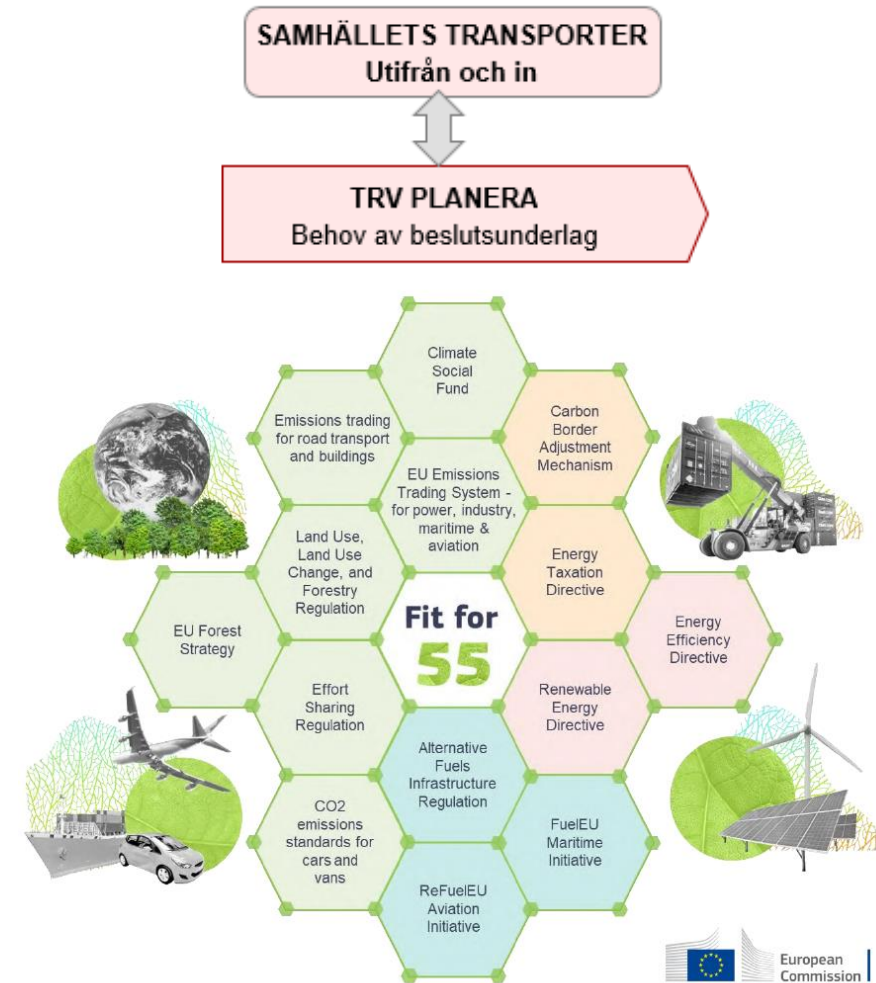 SAMHÄLLETS TRANSPORTER
Utifrån och in
TRV PLANERA
Behov av beslutsunderlag
Climate
Social
Fund
Emissions trading
for road transport
and buildings
Carbon
Border
Adjustment
Mechanism
EU Emissions
Trading System -
for power, industry,
maritime &
aviation
Land Use,
Land Use
Change, and
Forestry
Regulation
Energy
Taxation
Directive
EU Forest
Strategy
Fit for
55
Energy
Efficiency
Directive
Effort
Sharing
Regulation
Renewable
Energy
Directive
Alternative
Fuels
Infrastructure
Regulation
CO2
emissions
standards for
cars and
vans
FuelEU
Maritime
Initiative
ReFuelEU
Aviation
Initiative
European
Commission